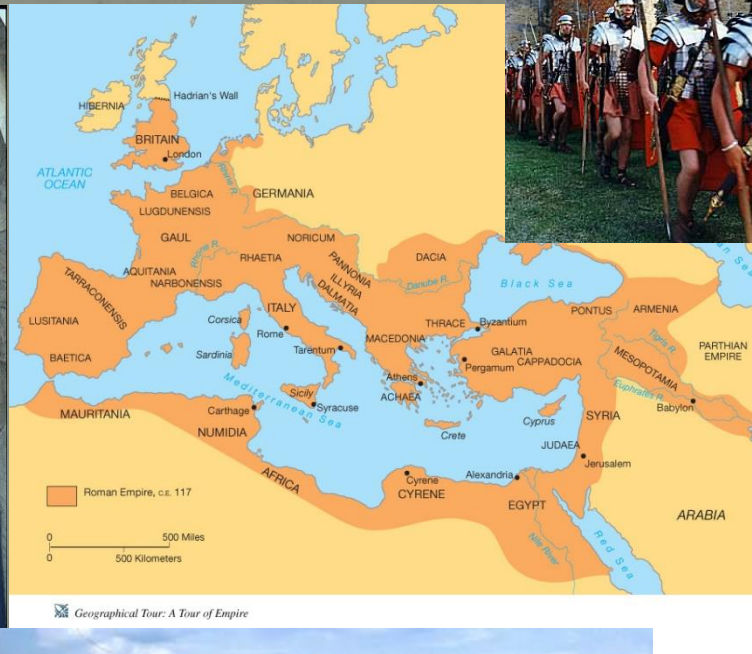 HIBERNIA
Hadrian's Wall
BRITAIN
London
ATLANTIC
OCEAN
BELGICA
Rhine R.
GERMANIA
LUGDUNENSIS
GAUL
NORICUM
Rhone R.
RHAETIA
DACIA
AQUITANIA
NARBONENSIS
PANNONIA
ILLYRIA
DALMATIA
Danube R.
Black Sea
TARRACONENSIS
LUSITANIA
BAETICA
Corsica
ITALY
Rome
Sardinia
Tarentum
THRACE
Byzantium
PONTUS
ARMENIA
MACEDONIA
GALATIA
CAPPADOCIA
Pergamum
Tigris R.
PARTHIAN
EMPIRE
MESOPOTAMIA
Euphrates R.
Babylon
Athens
ACHAEA
Mediterranean Sea
Sicily
Syracuse
Carthage
MAURITANIA
NUMIDIA
Crete
Cyprus
SYRIA
JUDAEA
Jerusalem
AFRICA
Cyrene
CYRENE
Alexandria
EGYPT
Nile River
Red Sea
ARABIA
Roman Empire, C.E. 117
0 500 Miles
0 500 Kilometers
Geographical Tour: A Tour of Empire